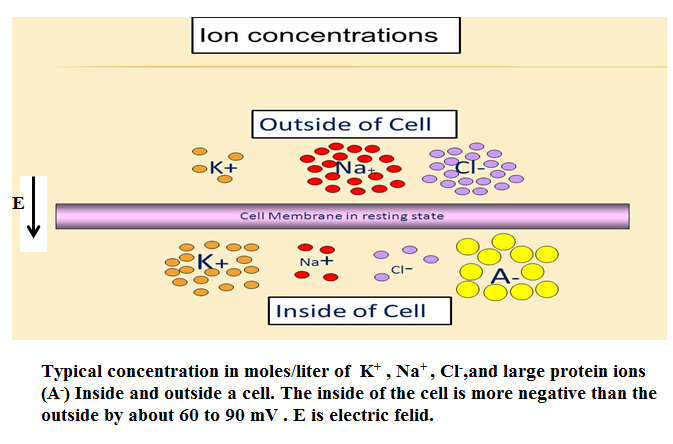 Ion concentrations
Outside of Cell
K+ Na+ Cl-
E
Cell Membrane in resting state
K+ Na+ Cl- A-
Inside of Cell
Typical concentration in moles/liter of K⁺ , Na⁺ , Cl⁻,and large protein ions
(A⁻) Inside and outside a cell. The inside of the cell is more negative than the
outside by about 60 to 90 mV . E is electric felid.